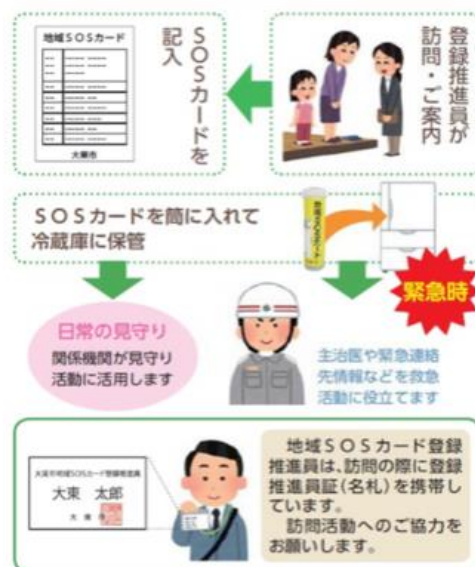 登録推進員が
訪問・ご案内
SOSカードを
記入
地域SOSカード
大東市
SOSカードを筒に入れて
冷蔵庫に保管
緊急時
日常の見守り
関係機関が見守り
活動に活用します
主治医や緊急連絡
先情報などを救急
活動に役立てます
大東市地域SOSカード登録推進員
大東 太郎
大東市
地域SOSカード登録
推進員は、訪問の際に登録
推進員証(名札)を携帯し
ています。
訪問活動へのご協力を
お願いします。